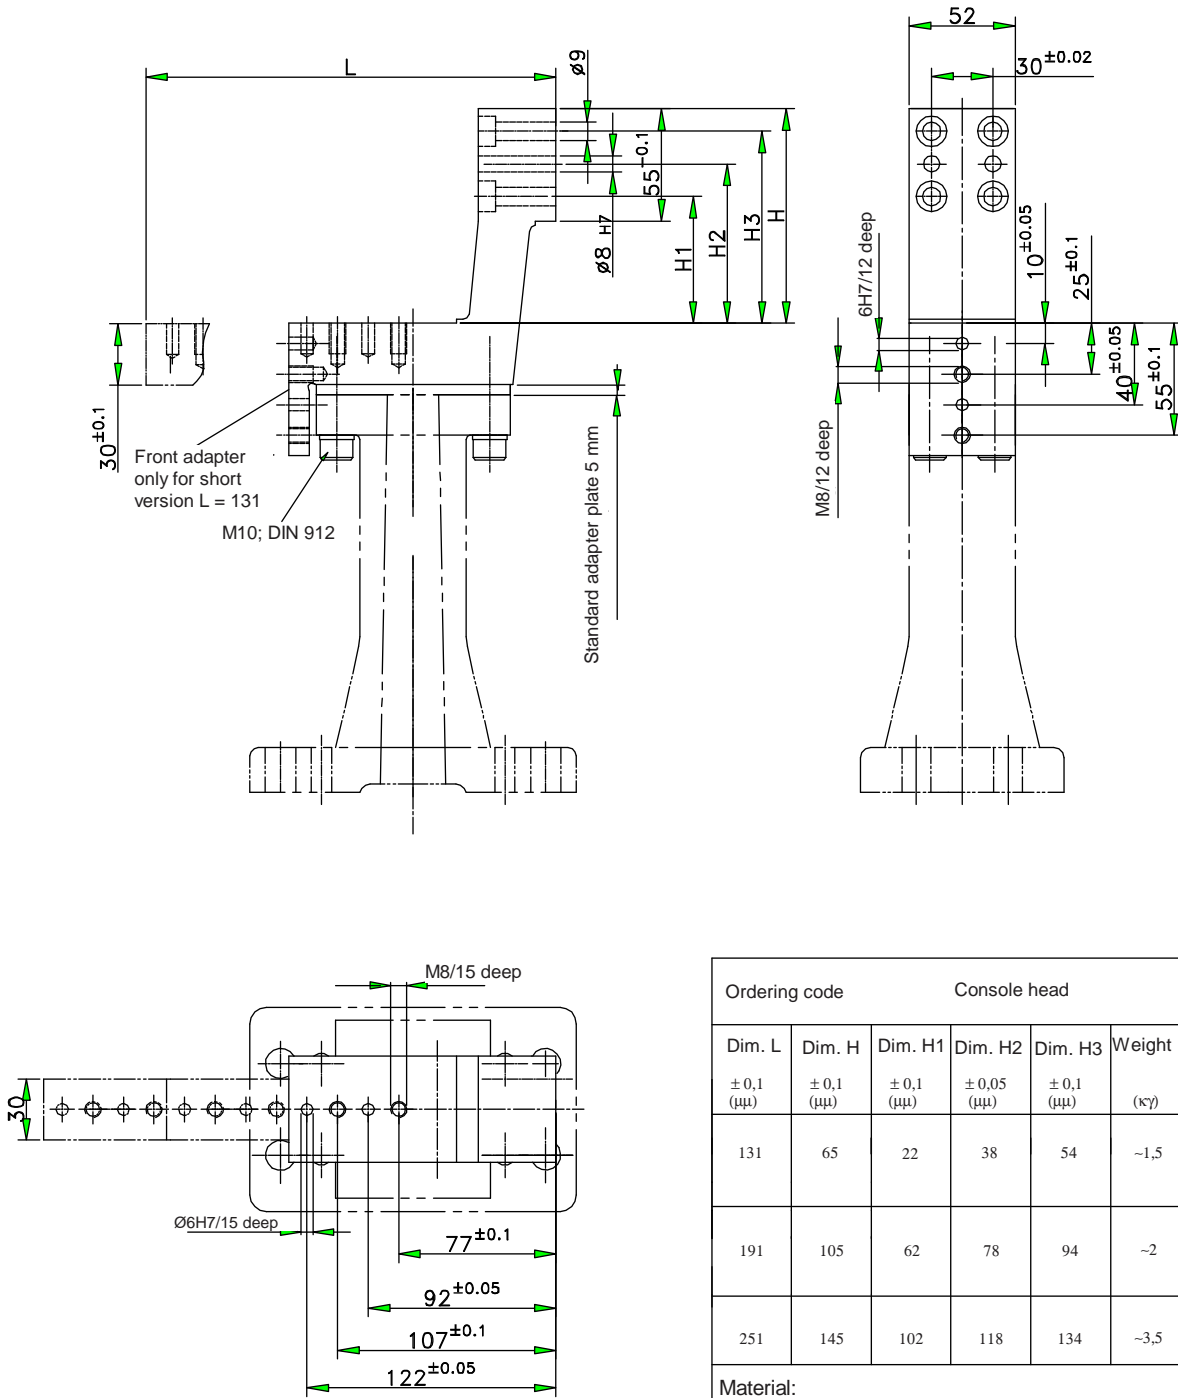 52
30±0.02
L
ø9
55-0.1
H
H3
H2
H1
ø8 H7
6H7/12 deep
10±0.05
25±0.1
40±0.05
55±0.1
30±0.1
Front adapter
only for short
version L = 131
M10; DIN 912
Standard adapter plate 5 mm
M8/12 deep
M8/15 deep
30
Ø6H7/15 deep
77±0.1
92±0.05
107±0.1
122±0.05
Ordering code Console head
Dim. L Dim. H Dim. H1 Dim. H2 Dim. H3 Weight
± 0,1 ± 0,1 ± 0,1 ± 0,05 ± 0,1
(μμ) (μμ) (μμ) (μμ) (μμ) (κγ)
131 65 22 38 54 ~1,5
191 105 62 78 94 ~2
251 145 102 118 134 ~3,5
Material: